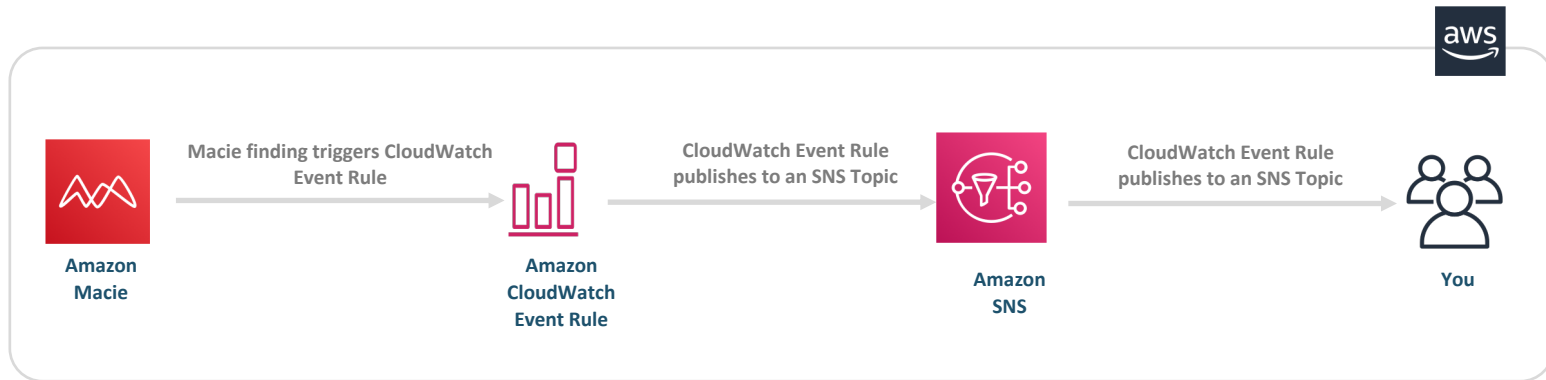 aws
Macie finding triggers CloudWatch
Event Rule
CloudWatch Event Rule
publishes to an SNS Topic
CloudWatch Event Rule
publishes to an SNS Topic
Amazon
Macie
Amazon
CloudWatch
Event Rule
Amazon
SNS
You